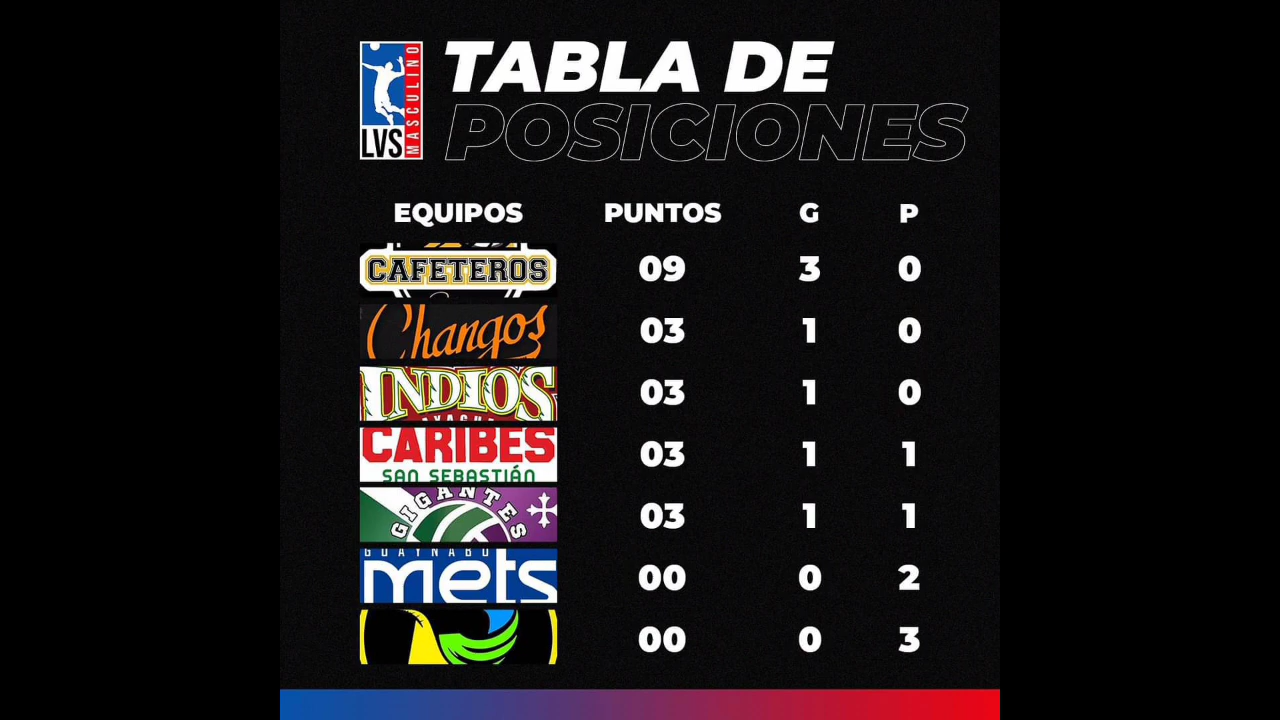 TABLA DE
POSICIONES
LVS MASCULINO
EQUIPOS PUNTOS G P
CAFETEROS 09 3 0
Changos 03 1 0
INDIOS 03 1 0
CARIBES
SAN SEBASTIÁN 03 1 1
GIGANTES 03 1 1
GUAYNABO
mets 00 0 2
00 0 3